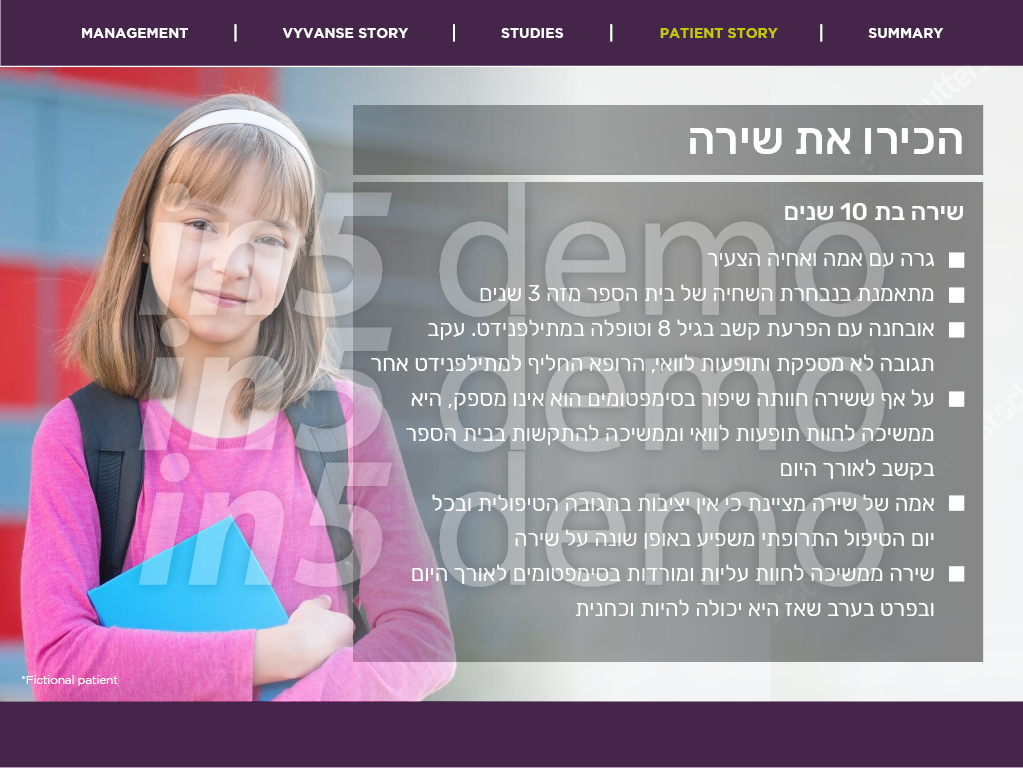 MANAGEMENT | VYVANSE STORY | STUDIES | PATIENT STORY | SUMMARY
הכירו את שירה
שירה בת 10 שנים
גרה עם אמה ואחיה הצעיר
מתאמנת בנבחרת השחיה של בית הספר מזה 3 שנים
אובחנה עם הפרעת קשב בגיל 8 וטופלה במתילפנידט. עקב
תגובה לא מספקת ותופעות לוואי, הרופא החליף למתילפנידט אחר
על אף ששירה חוותה שיפור בסימפטומים הוא אינו מספק, היא
ממשיכה לחוות תופעות לוואי וממשיכה להתקשות בבית הספר
בקשב לאורך היום
אמה של שירה מציינת כי אין יציבות בתגובה הטיפולית ובכל
יום הטיפול התרופתי משפיע באופן שונה על שירה
שירה ממשיכה לחוות עליות ומורדות בסימפטומים לאורך היום
ובפרט בערב שאז היא יכולה להיות וכחנית
in5 demo
in5 demo
in5 demo
*Fictional patient